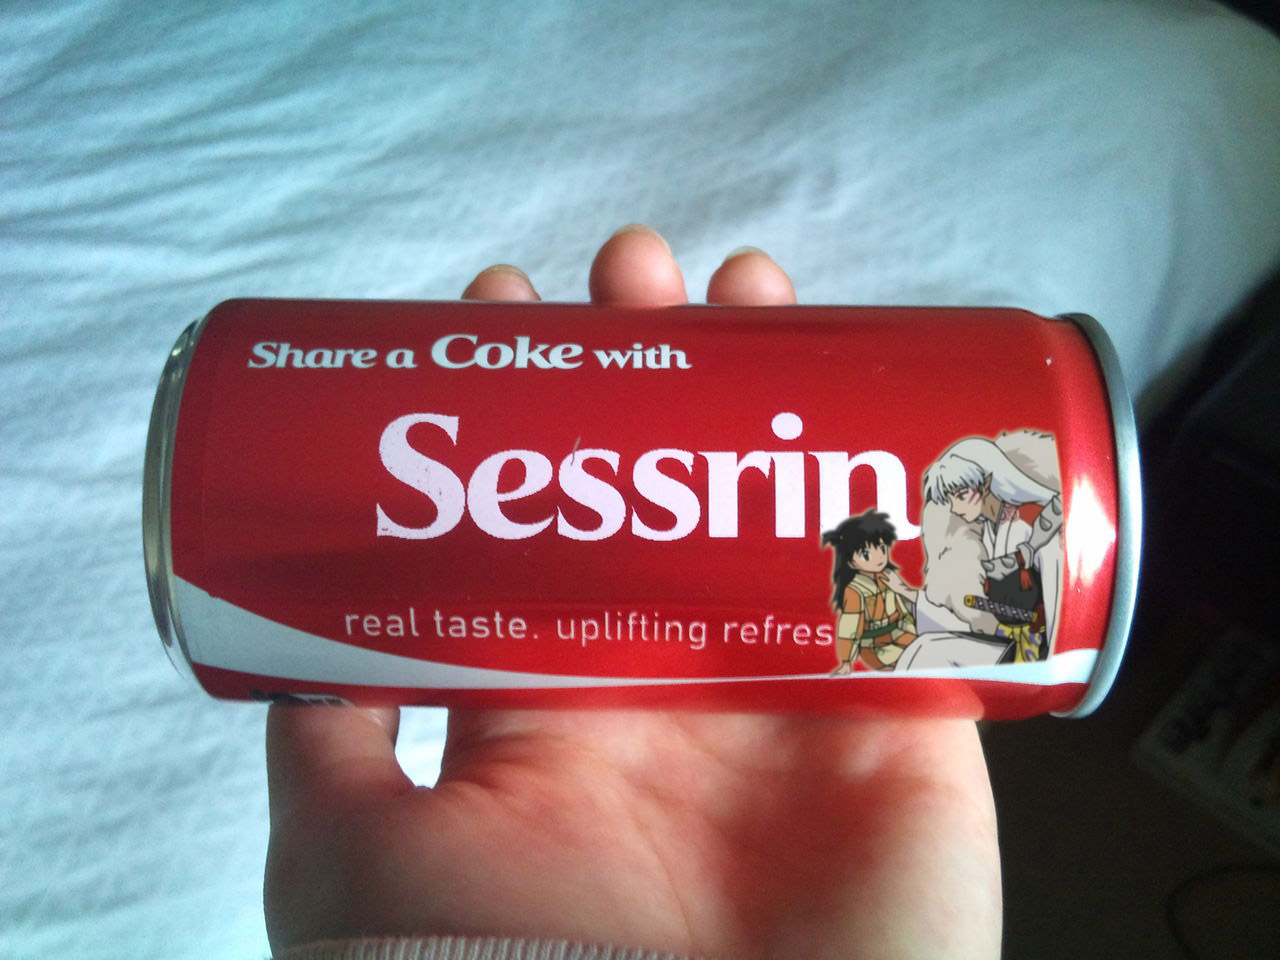 Share a Coke with
Sessrin
real taste. uplifting refres